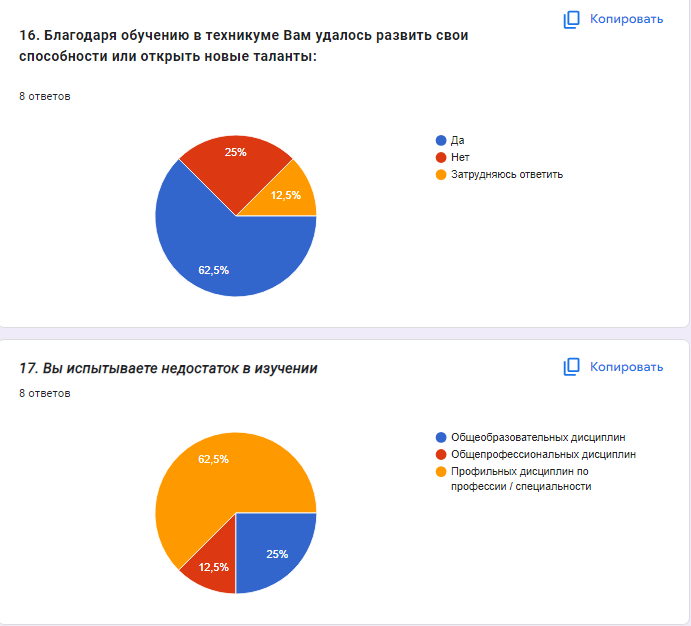 Копировать
16. Благодаря обучению в техникуме Вам удалось развить свои
способности или открыть новые таланты:
8 ответов
Да
Нет
Затрудняюсь ответить
25%
12,5%
62,5%
Копировать
17. Вы испытываете недостаток в изучении
8 ответов
Общеобразовательных дисциплин
Общепрофессиональных дисциплин
Профильных дисциплин по
профессии / специальности
62,5%
25%
12,5%